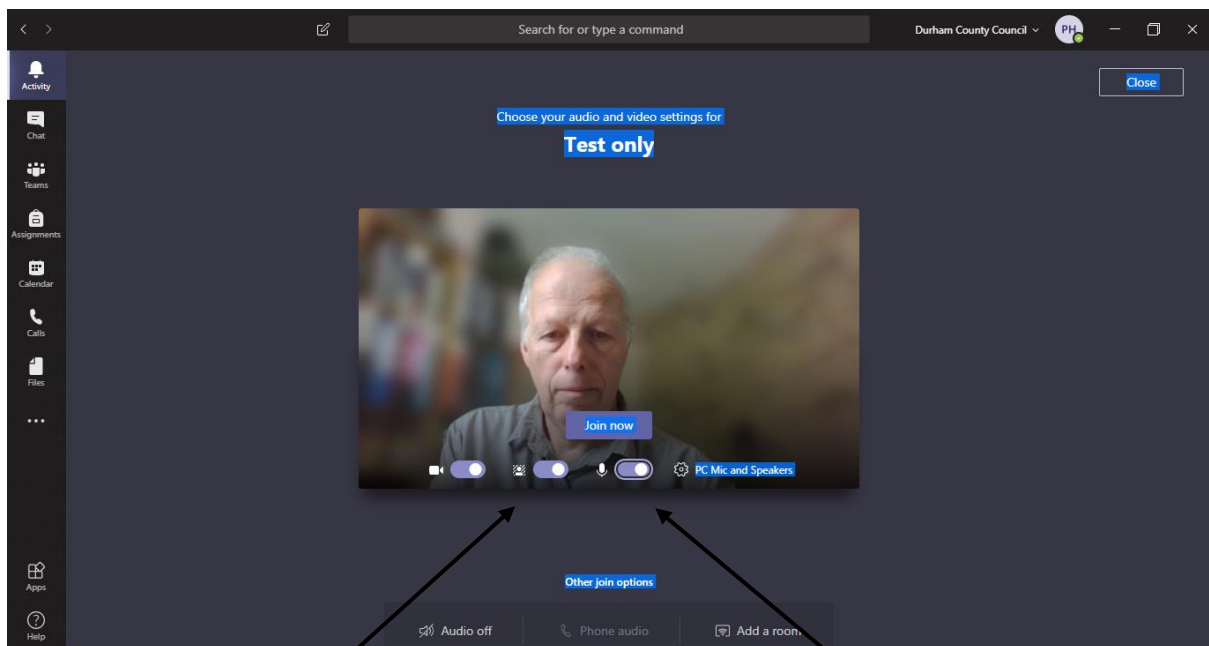 Search for or type a command
Durham County Council
PH
Activity
Chat
Teams
Assignments
Calendar
Calls
Files
Apps
Help
Close
Choose your audio and video settings for
Test only
Join now
PC Mic and Speakers
Other join options
Audio off
Phone audio
Add a room